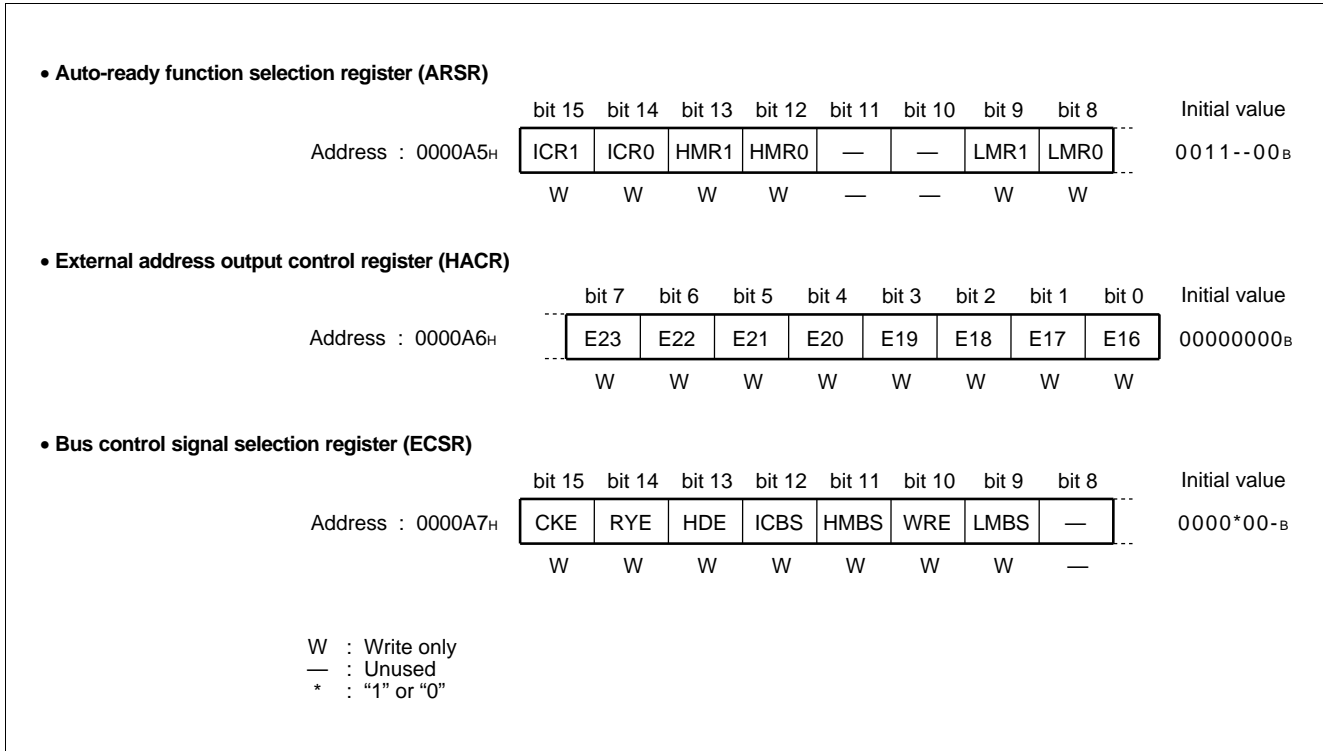 • Auto-ready function selection register (ARSR)
bit 15 bit 14 bit 13 bit 12 bit 11 bit 10 bit 9 bit 8 Initial value
Address : 0000A5H ICR1 ICR0 HMR1 HMR0 — — LMR1 LMR0 0011--00B
W W W W — — W W
• External address output control register (HACR)
bit 7 bit 6 bit 5 bit 4 bit 3 bit 2 bit 1 bit 0 Initial value
Address : 0000A6H E23 E22 E21 E20 E19 E18 E17 E16 00000000B
W W W W W W W W
• Bus control signal selection register (ECSR)
bit 15 bit 14 bit 13 bit 12 bit 11 bit 10 bit 9 bit 8 Initial value
Address : 0000A7H CKE RYE HDE ICBS HMBS WRE LMBS — 0000*00-B
W W W W W W W —
W : Write only
— : Unused
* : “1” or “0”